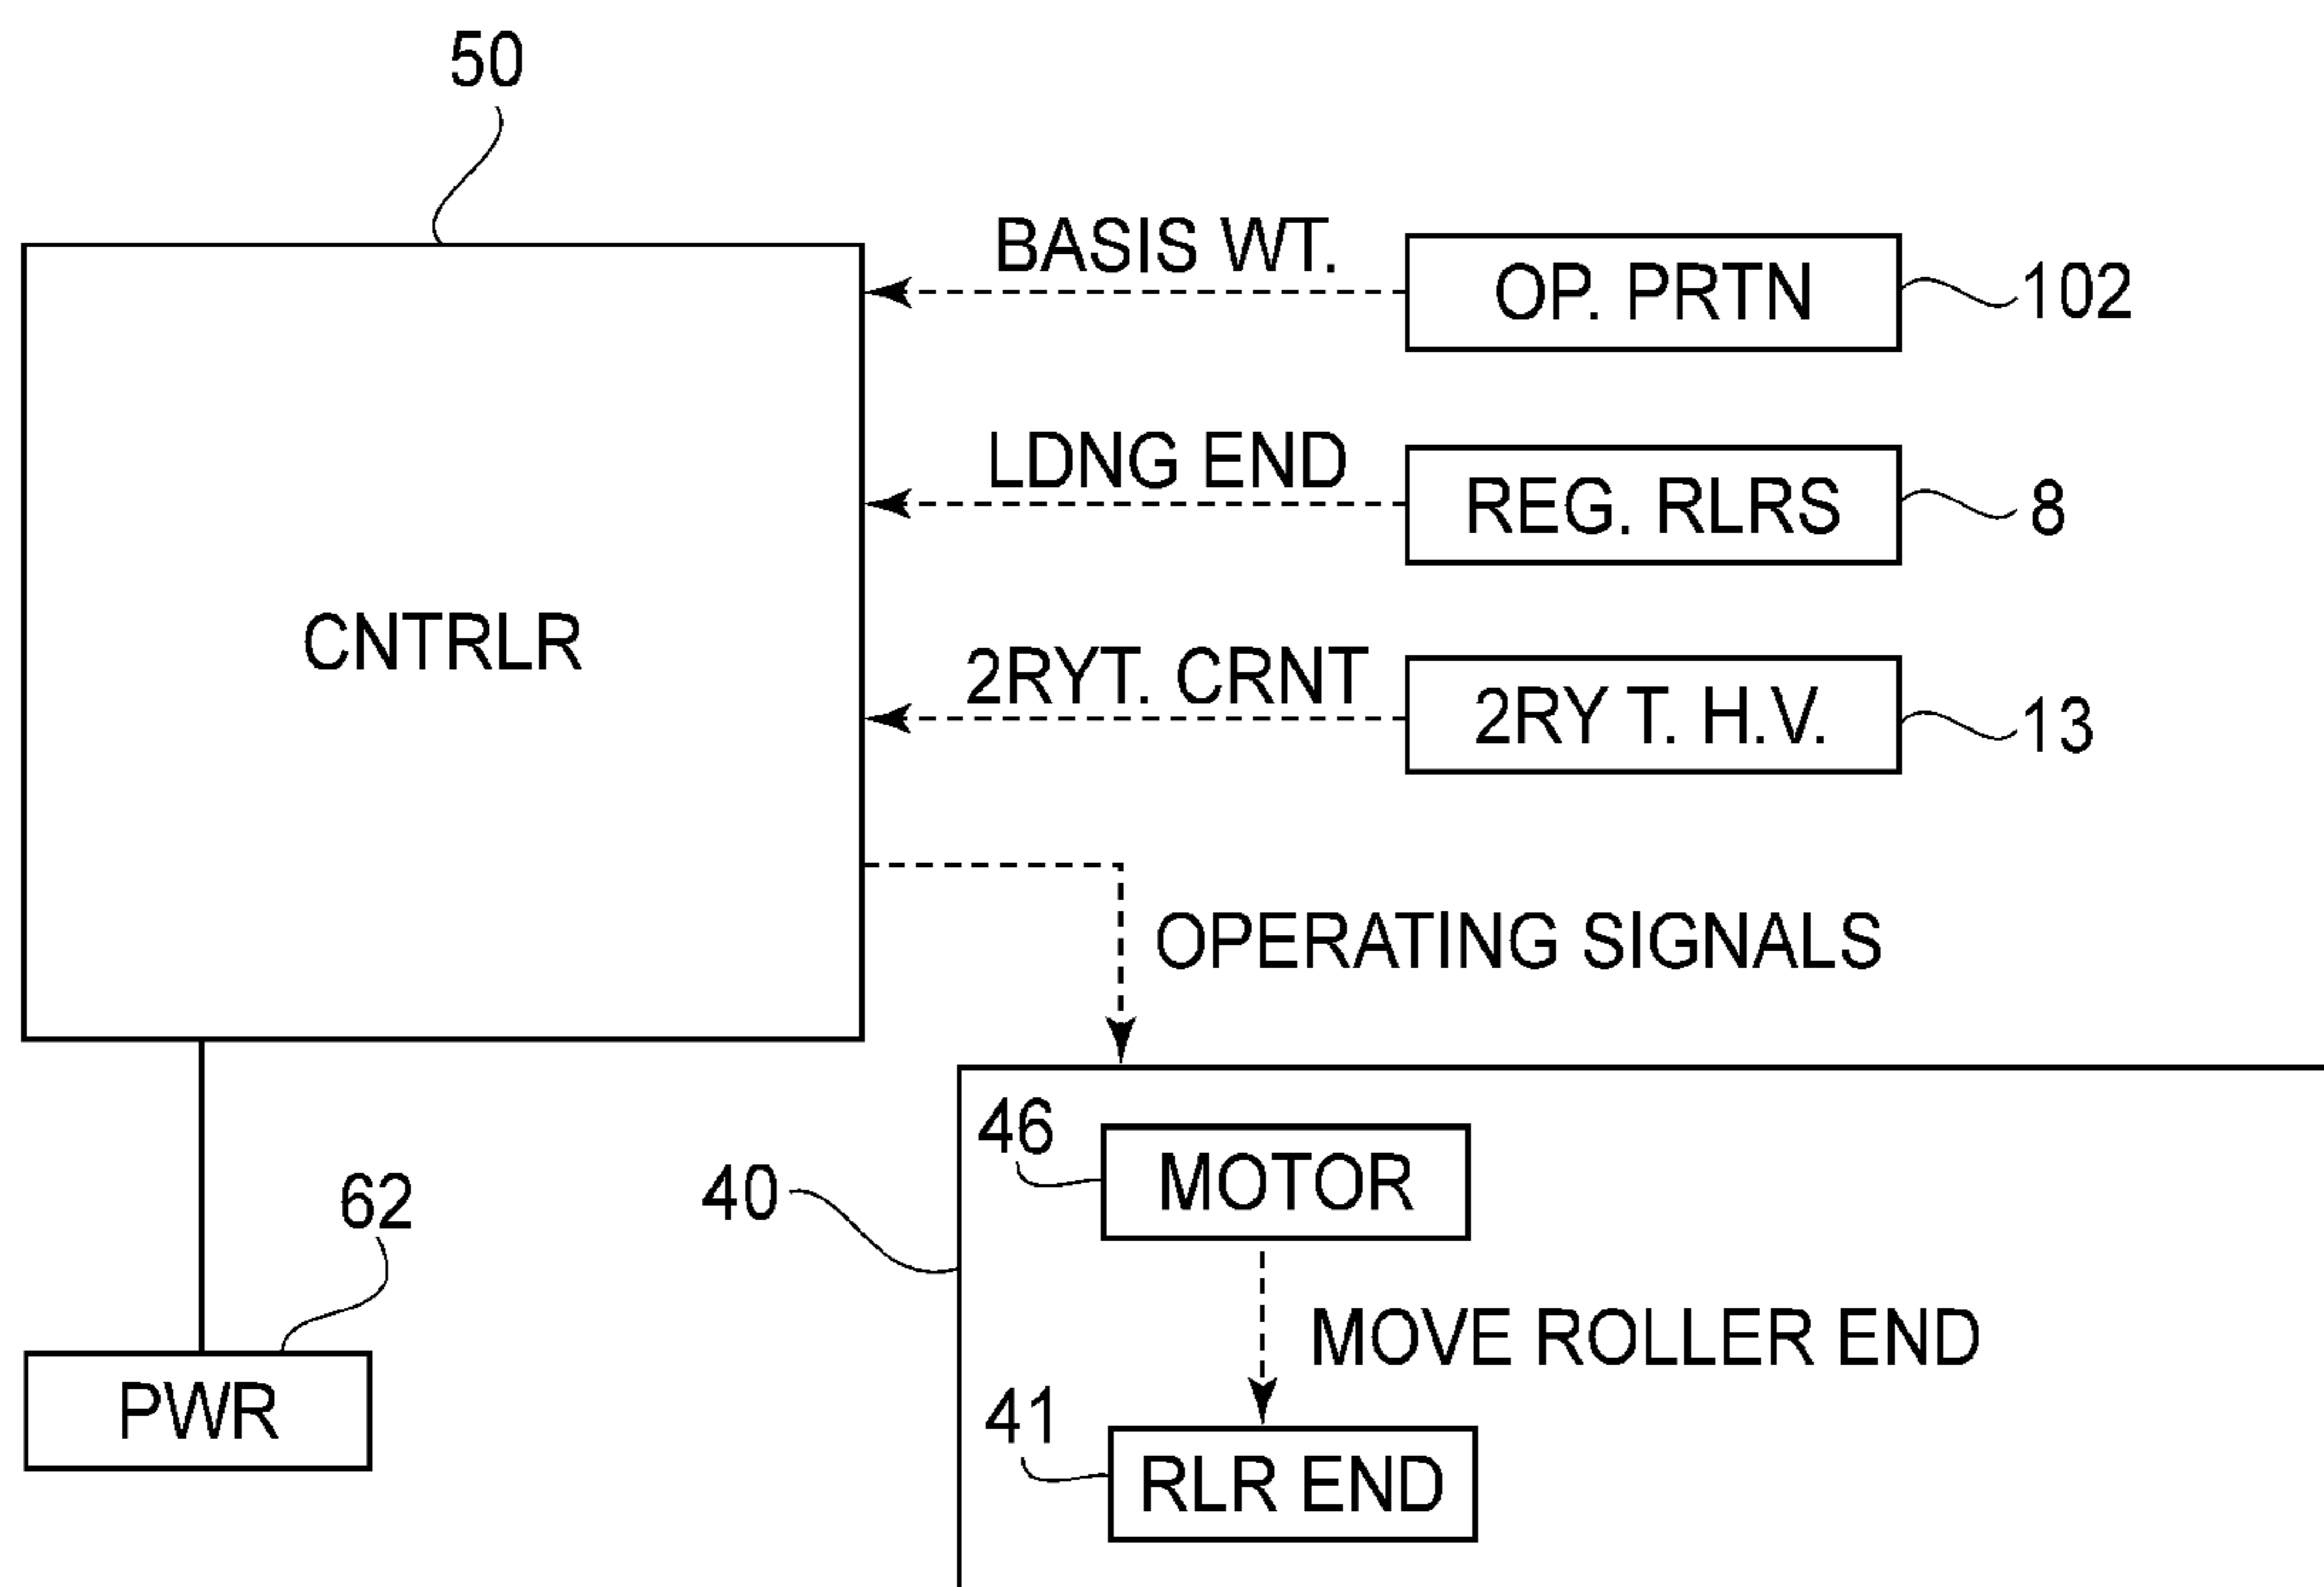 50
BASIS WT.
OP. PRTN
102
LDNG END
REG. RLRS
8
CNTRLR
2RYT. CRNT
2RY T. H.V.
13
OPERATING SIGNALS
46
MOTOR
40
62
MOVE ROLLER END
PWR
41
RLR END